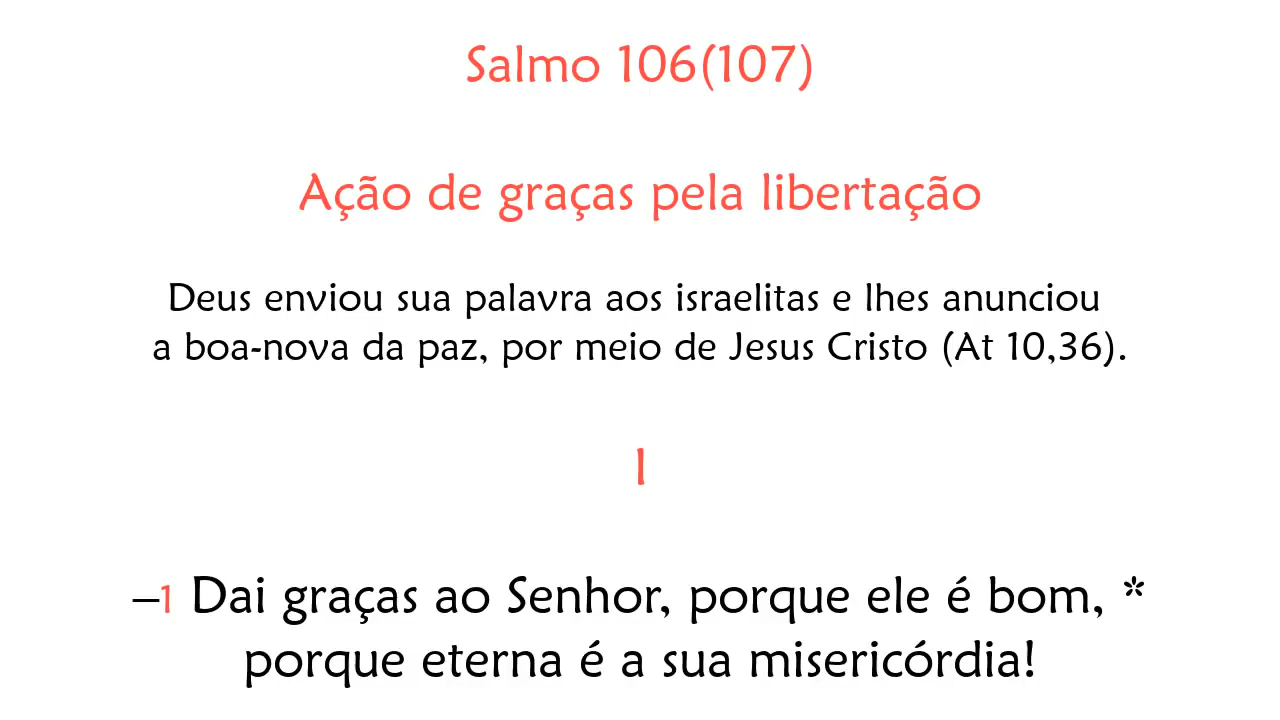 Salmo 106(107)
Ação de graças pela libertação
Deus enviou sua palavra aos israelitas e lhes anunciou
a boa-nova da paz, por meio de Jesus Cristo (At 10,36).
I
–1 Dai graças ao Senhor, porque ele é bom, *
porque eterna é a sua misericórdia!